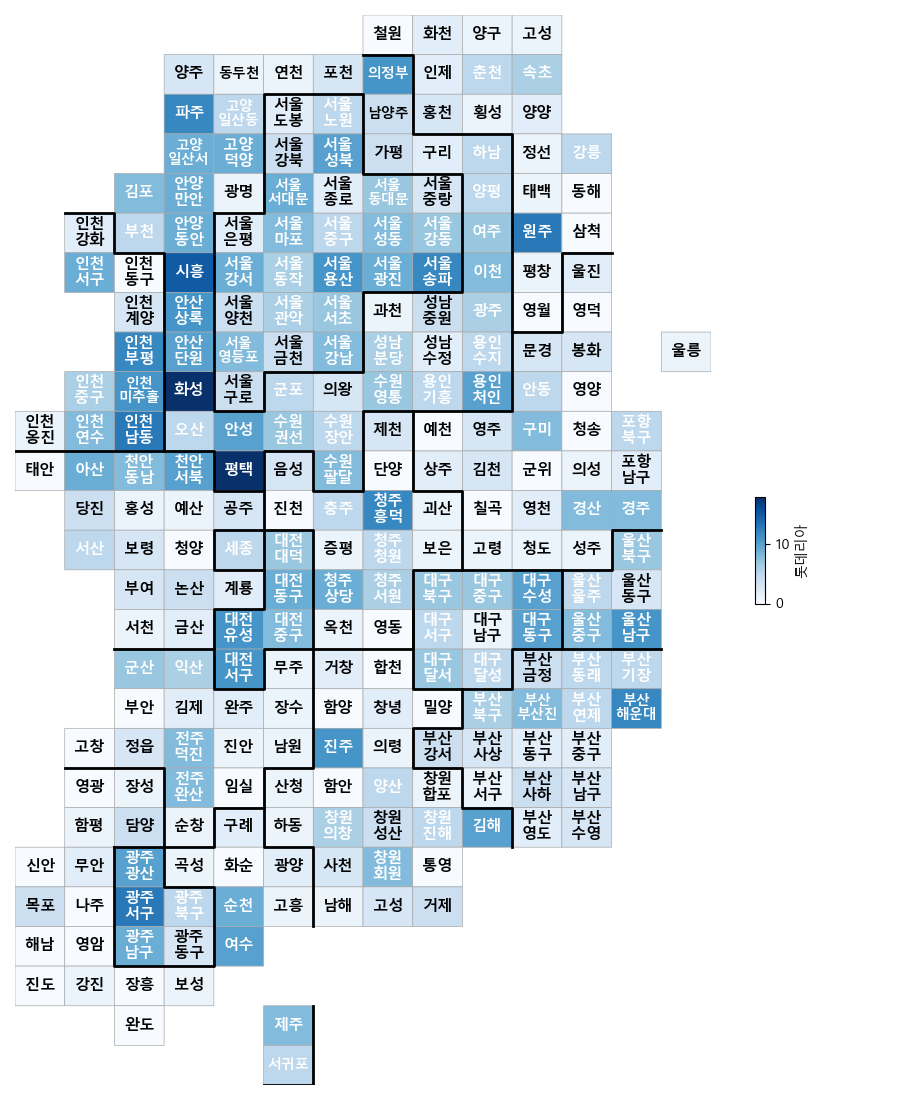 철원 화천 양구 고성
양주 동두천 연천 포천 의정부 인제 춘천 속초
파주 고양 일산동 서울 도봉 서울 노원 남양주 홍천 횡성 양양
고양 일산서 고양 덕양 서울 강북 서울 성북 가평 구리 하남 정선 강릉
김포 안양 만안 광명 서울 서대문 서울 종로 서울 동대문 서울 중랑 양평 태백 동해
인천 강화 부천 안양 동안 서울 은평 서울 마포 서울 중구 서울 성동 서울 강동 여주 원주 삼척
인천 서구 인천 동구 시흥 서울 강서 서울 동작 서울 용산 서울 광진 서울 송파 이천 평창 울진
인천 계양 안산 상록 서울 양천 서울 관악 서울 서초 과천 성남 중원 광주 영월 영덕
인천 부평 안산 단원 서울 영등포 서울 금천 서울 강남 성남 분당 성남 수정 용인 수지 문경 봉화 울릉
인천 중구 인천 미추홀 화성 서울 구로 군포 의왕 수원 영통 용인 기흥 용인 처인 안동 영양
인천 옹진 인천 연수 인천 남동 오산 안성 수원 권선 수원 장안 제천 예천 영주 구미 청송 포항 북구
태안 아산 천안 동남 천안 서북 평택 음성 수원 팔달 단양 상주 김천 군위 의성 포항 남구
당진 홍성 예산 공주 진천 충주 청주 흥덕 괴산 칠곡 영천 경산 경주
서산 보령 청양 세종 대전 대덕 증평 청주 청원 보은 고령 청도 성주 울산 북구
부여 논산 계룡 대전 동구 청주 상당 청주 서원 대구 북구 대구 중구 대구 수성 울산 울주 울산 동구
서천 금산 대전 유성 대전 중구 옥천 영동 대구 서구 대구 남구 대구 동구 울산 중구 울산 남구
군산 익산 대전 서구 무주 거창 합천 대구 달서 대구 달성 부산 금정 부산 동래 부산 기장
부안 김제 완주 장수 함양 창녕 밀양 부산 북구 부산 부산진 부산 연제 부산 해운대
고창 정읍 전주 덕진 진안 남원 진주 의령 부산 강서 부산 사상 부산 동구 부산 중구
영광 장성 전주 완산 임실 산청 함안 양산 창원 합포 부산 서구 부산 사하 부산 남구
함평 담양 순창 구례 하동 창원 의창 창원 성산 창원 진해 김해 부산 영도 부산 수영
신안 무안 광주 광산 곡성 화순 광양 사천 창원 회원 통영
목포 나주 광주 서구 광주 북구 순천 고흥 남해 고성 거제
해남 영암 광주 남구 광주 동구 여수
진도 강진 장흥 보성
완도 제주
서귀포
10
0
롯데리아